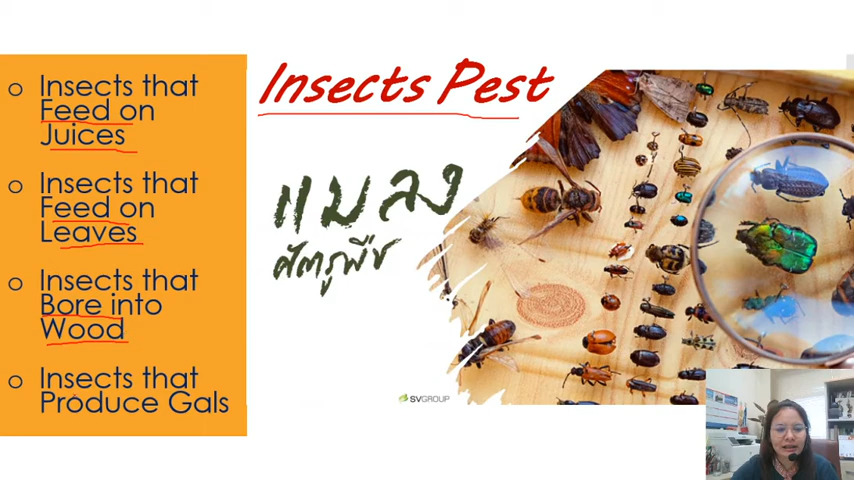 Insects Pest
o Insects that
Feed on
Juices
o Insects that
Feed on
Leaves
o Insects that
Bore into
Wood
o Insects that
Produce Gals
แมลง
ศัตรูพืช
SVGROUP